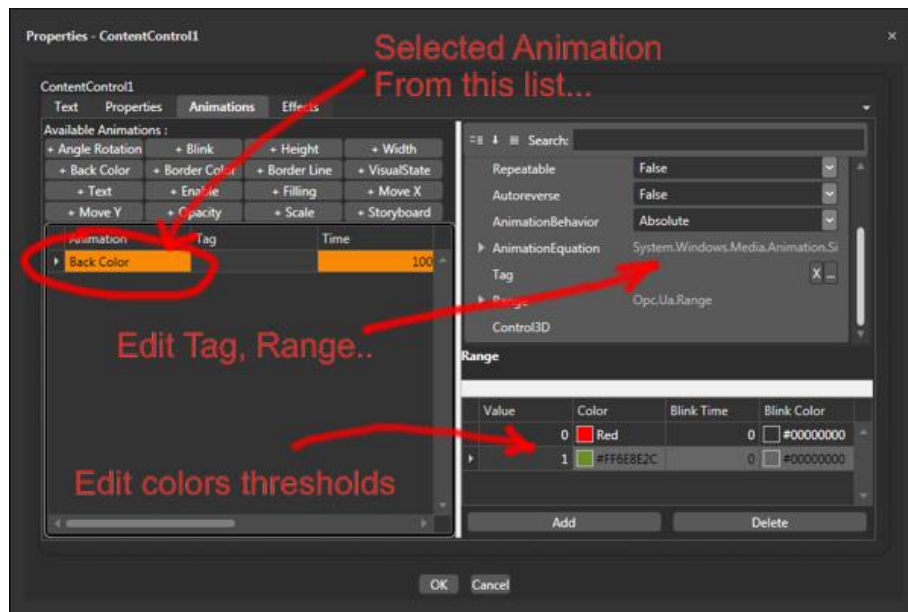 Properties - ContentControl1
Selected Animation
From this list...
ContentControl1
Text Properties Animations Effects
Available Animations :
+ Angle Rotation + Blink + Height + Width
+ Back Color + Border Color + Border Line + VisualState
+ Text + Enable + Filling + Move X
+ Move Y + Opacity + Scale + Storyboard
Animation Tag Time
Back Color 100
Search:
Repeatable False
Autoreverse False
AnimationBehavior Absolute
AnimationEquation System.Windows.Media.Animation.Si
Tag X ...
Range Opc.Ua.Range
Control3D
Edit Tag, Range..
Range
Value Color Blink Time Blink Color
0 Red 0 #00000000
1 #FF6E8E2C 0 #00000000
Edit colors thresholds
Add Delete
OK Cancel